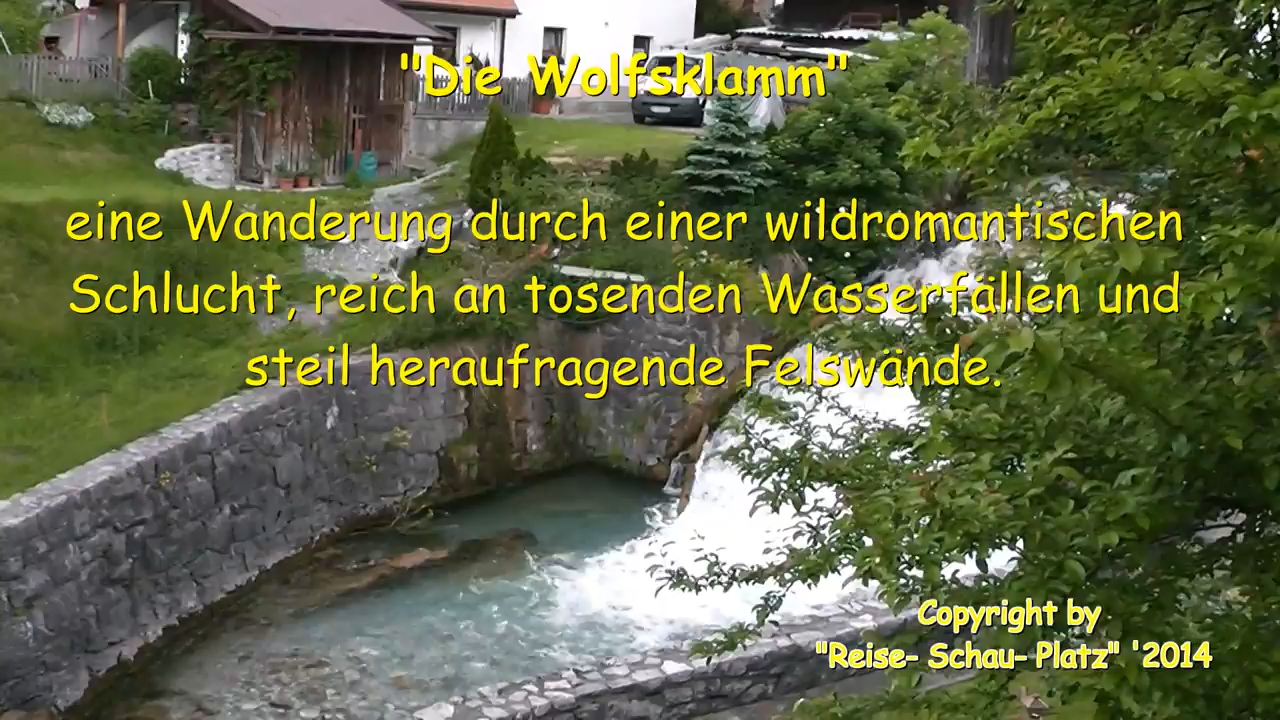 "Die Wolfsklamm"
eine Wanderung durch einer wildromantischen
Schlucht, reich an tosenden Wasserfällen und
steil heraufragende Felswände.
Copyright by
"Reise- Schau- Platz" '2014